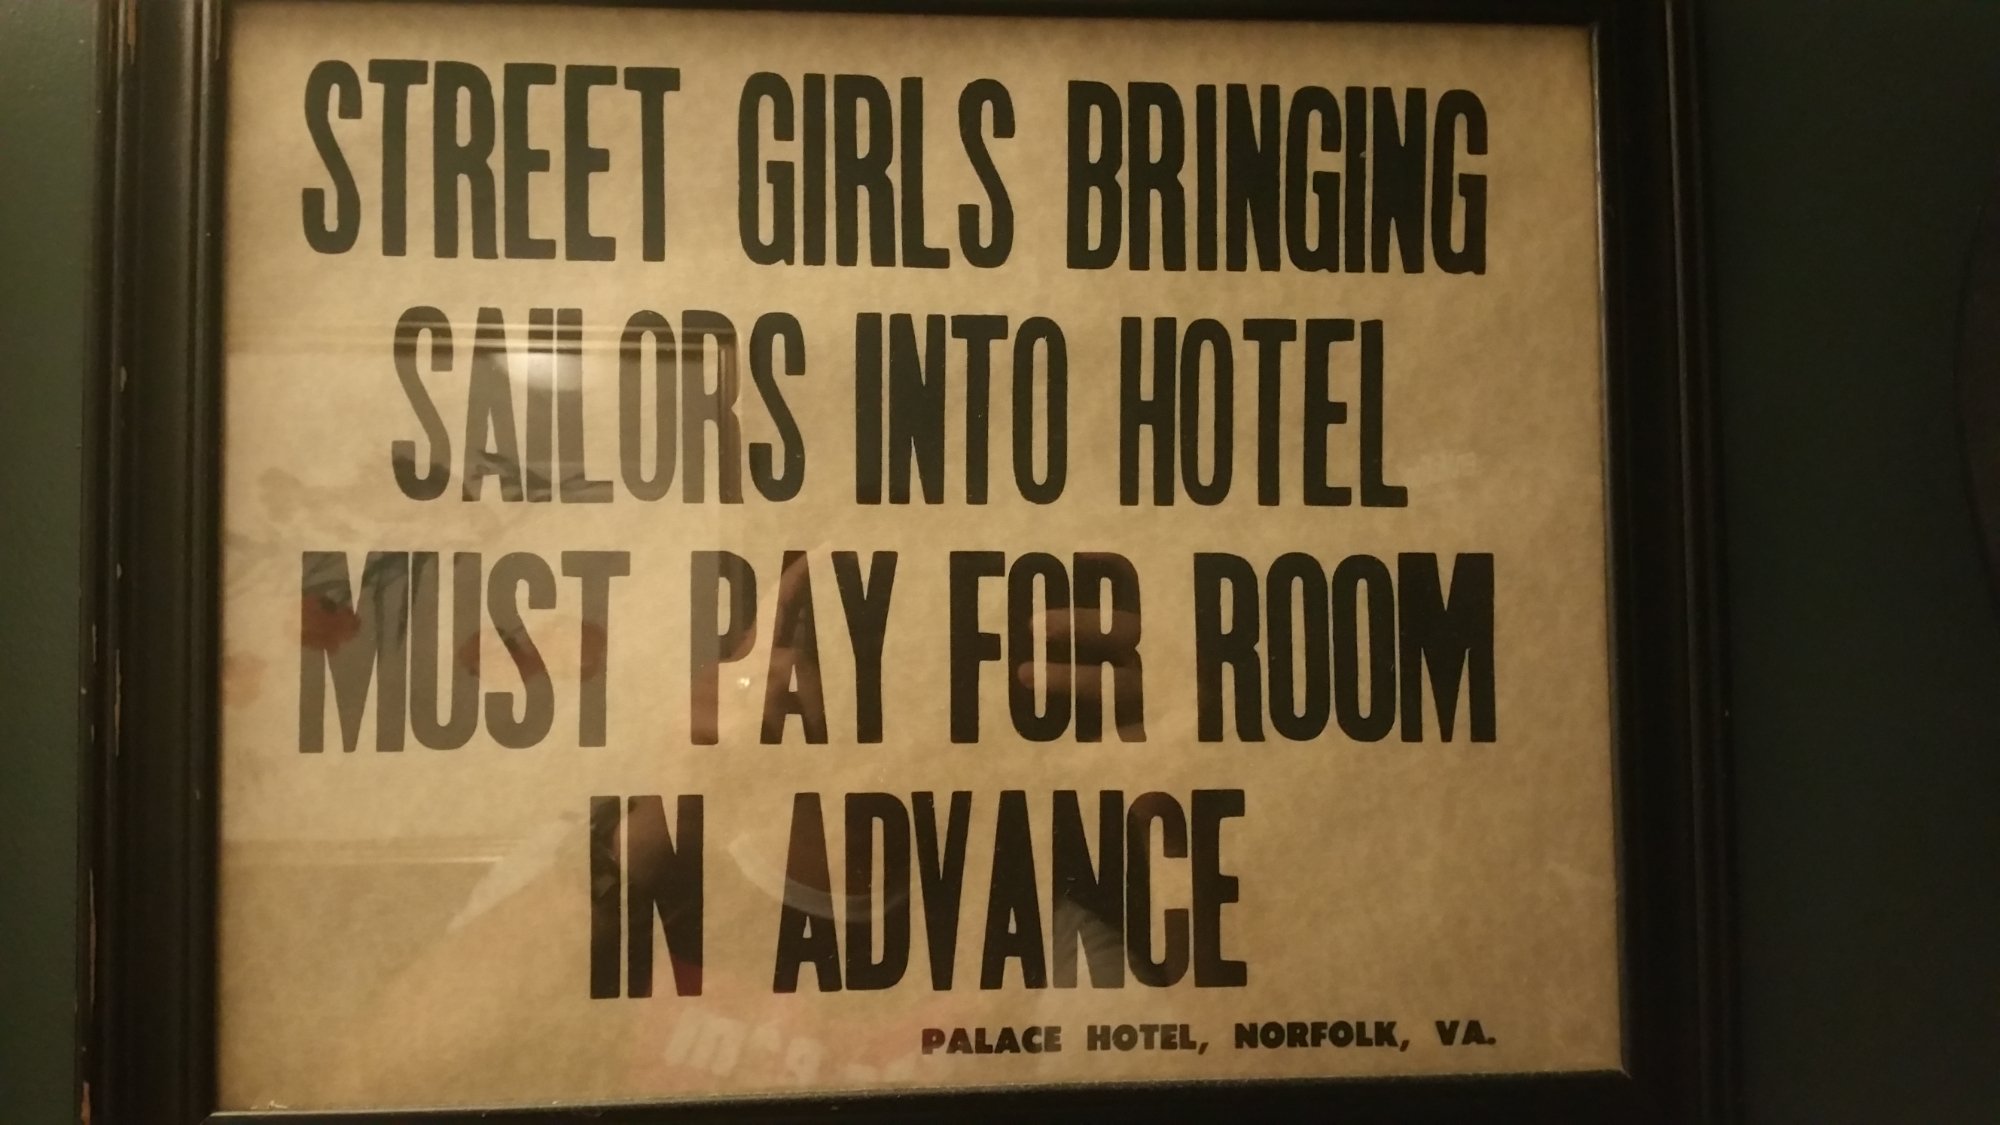 STREET GIRLS BRINGING
SAILORS INTO HOTEL
MUST PAY FOR ROOM
IN ADVANCE
PALACE HOTEL, NORFOLK, VA.